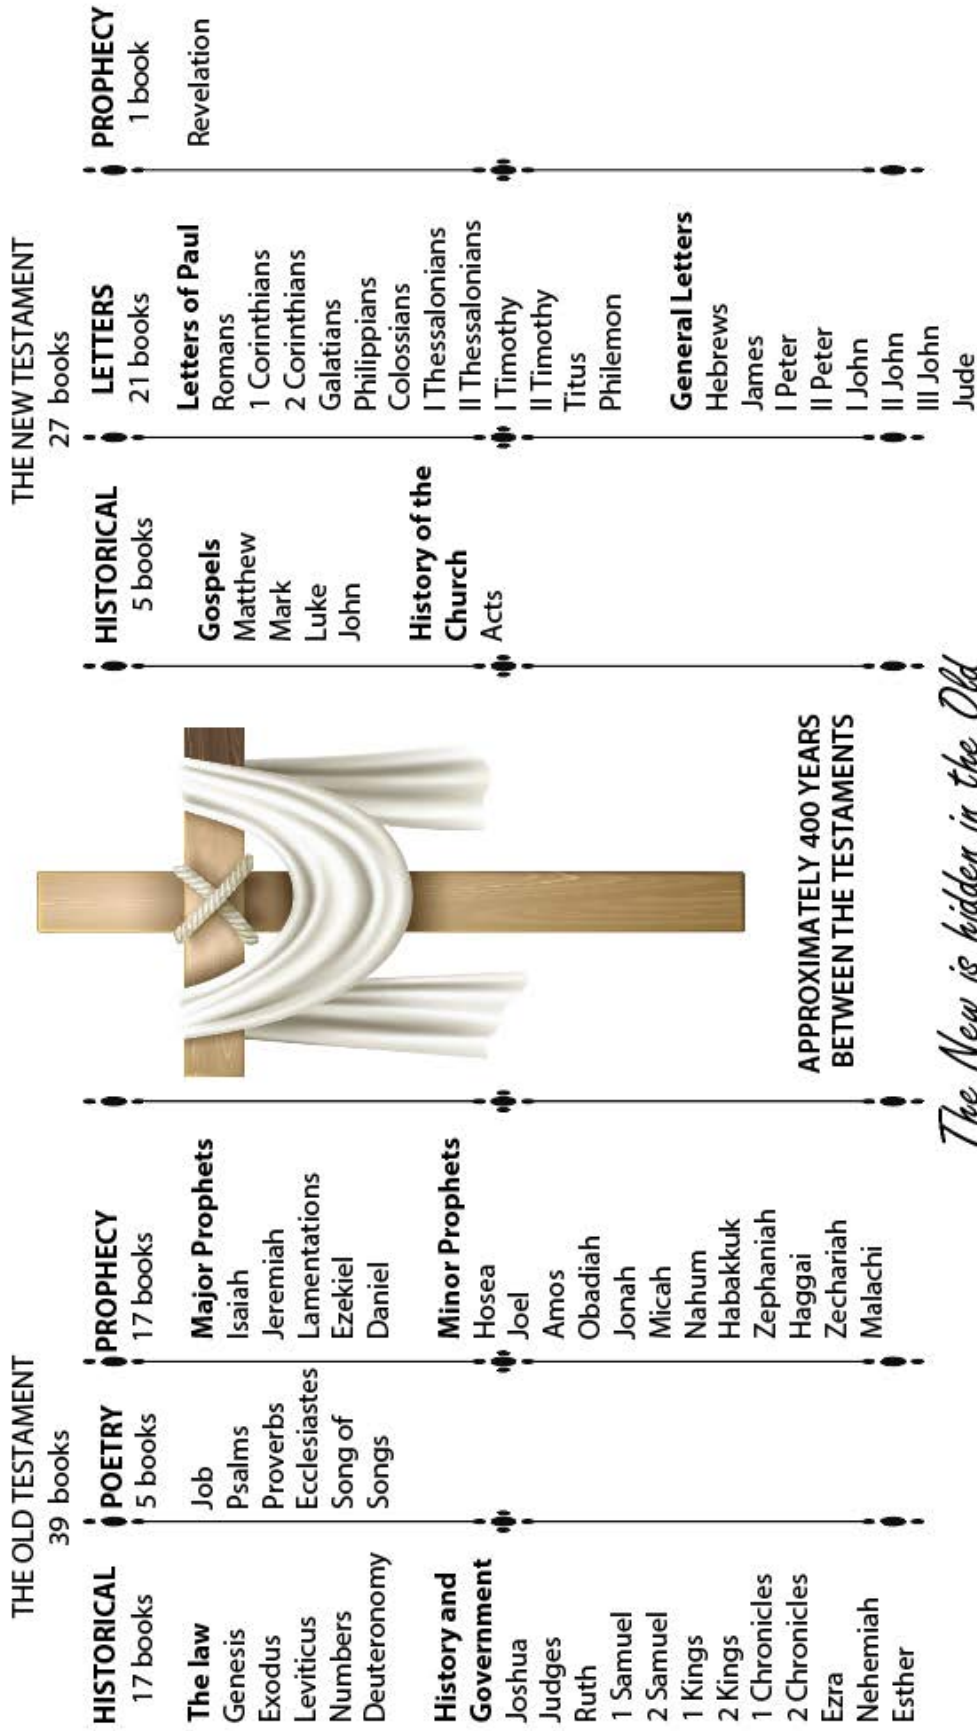 THE OLD TESTAMENT
39 books
HISTORICAL
17 books
The law
Genesis
Exodus
Leviticus
Numbers
Deuteronomy
History and
Government
Joshua
Judges
Ruth
1 Samuel
2 Samuel
1 Kings
2 Kings
1 Chronicles
2 Chronicles
Ezra
Nehemiah
Esther
POETRY
5 books
Job
Psalms
Proverbs
Ecclesiastes
Song of
Songs
PROPHECY
17 books
Major Prophets
Isaiah
Jeremiah
Lamentations
Ezekiel
Daniel
Minor Prophets
Hosea
Joel
Amos
Obadiah
Jonah
Micah
Nahum
Habakkuk
Zephaniah
Haggai
Zechariah
Malachi
APPROXIMATELY 400 YEARS
BETWEEN THE TESTAMENTS
THE NEW TESTAMENT
27 books
HISTORICAL
5 books
Gospels
Matthew
Mark
Luke
John
History of the
Church
Acts
LETTERS
21 books
Letters of Paul
Romans
1 Corinthians
2 Corinthians
Galatians
Philippians
Colossians
I Thessalonians
II Thessalonians
I Timothy
II Timothy
Titus
Philemon
General Letters
Hebrews
James
I Peter
II Peter
I John
II John
III John
Jude
PROPHECY
1 book
Revelation
The New is hidden in the Old